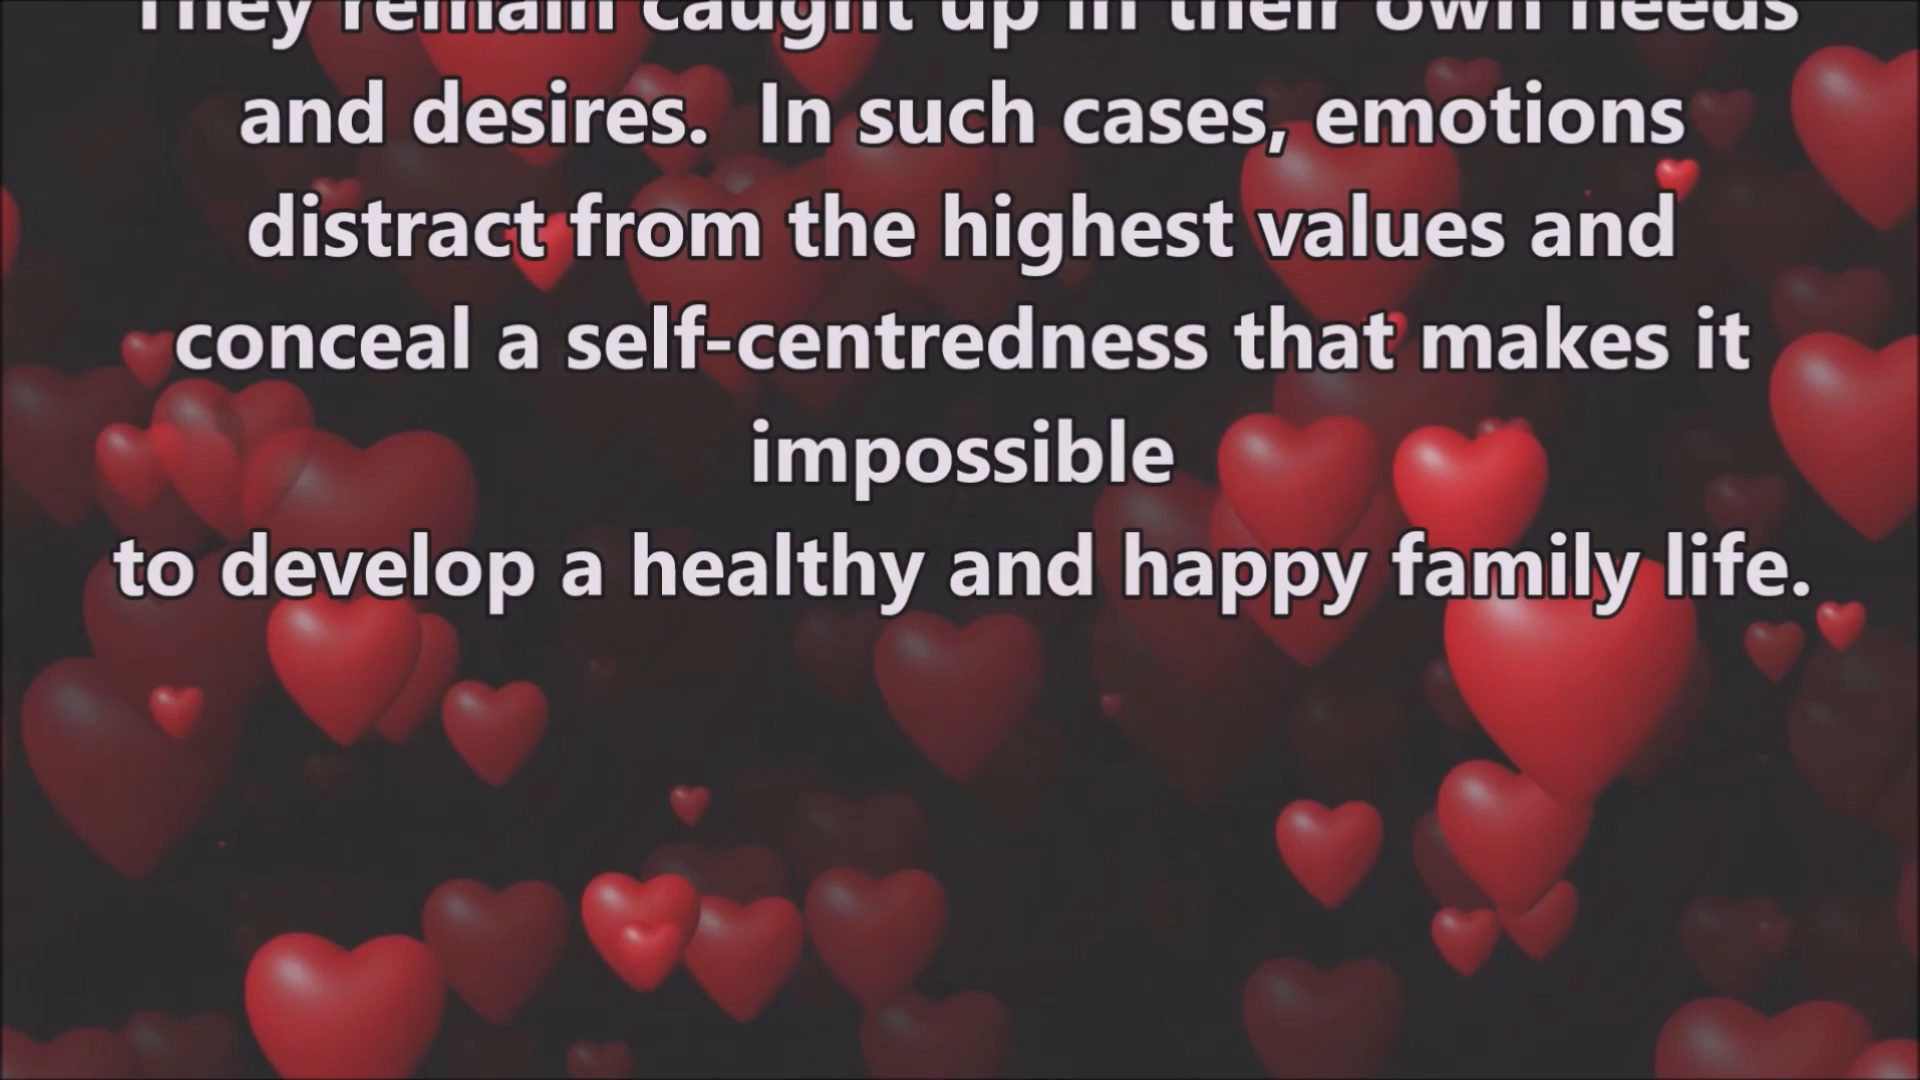 They remain caught up in their own needs
and desires.  In such cases, emotions
distract from the highest values and
conceal a self-centredness that makes it
impossible
to develop a healthy and happy family life.